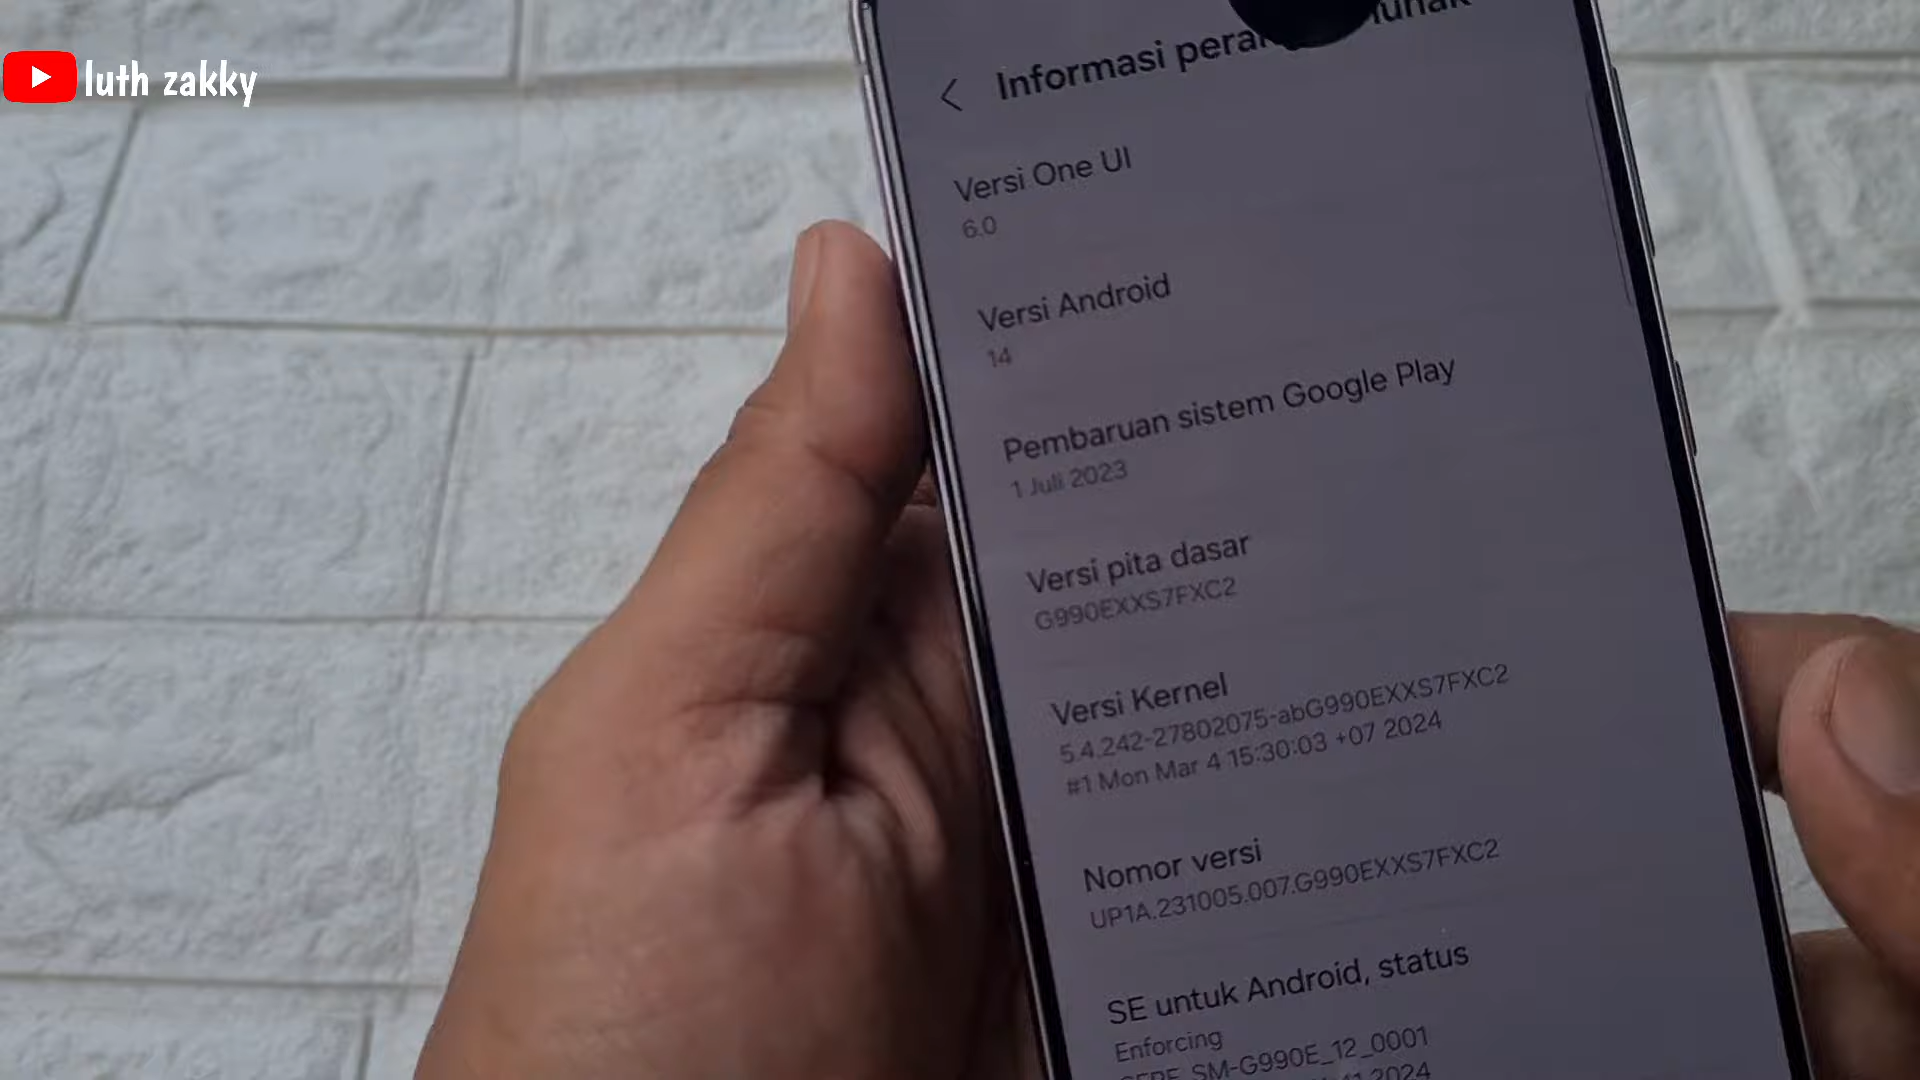 luth zakky
Informasi
Versi One UI
6.0
Versi Android
14
Pembaruan sistem Google Play
1 Juli 2023
Versi pita dasar
G990EXXS7FXC2
Versi Kernel
5.4.242-27802075-abG990EXXS7FXC2
#1 Mon Mar 4 15:30:03 +07 2024
Nomor versi
UP1A.231005.007.G990EXXS7FXC2
SE untuk Android, status
Enforcing
SM-G990E_12_0001
2024